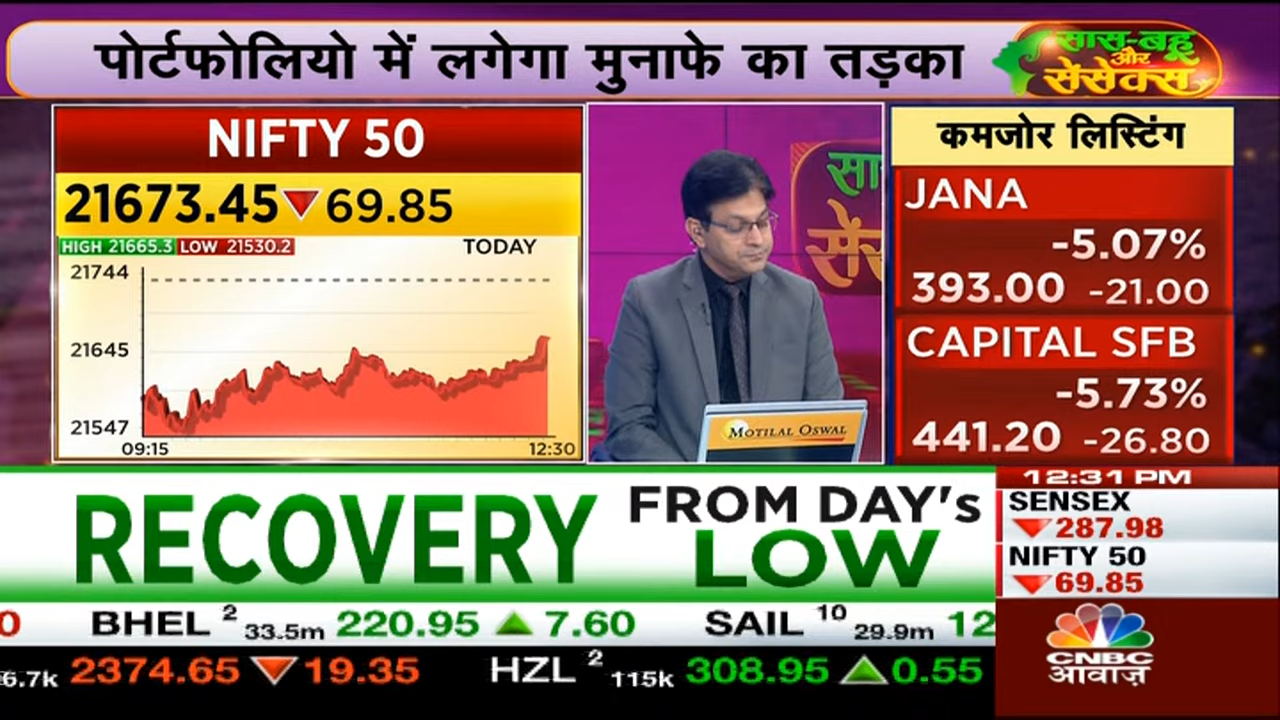 पोर्टफोलियो में लगेगा मुनाफे का तड़का
सास-बहू
और
सेंसेक्स
NIFTY 50
21673.45 ▼ 69.85
HIGH 21665.3 LOW 21530.2
TODAY
21744
21645
21547
09:15
12:30
सा
सें
MOTILAL OSWAL
कमजोर लिस्टिंग
JANA
-5.07%
393.00 -21.00
CAPITAL SFB
-5.73%
441.20 -26.80
RECOVERY
FROM DAY's
LOW
12:31 PM
SENSEX
▼ 287.98
NIFTY 50
▼ 69.85
0 BHEL 2 33.5m 220.95 ▲ 7.60 SAIL 10 29.9m 12
6.7k 2374.65 ▼ 19.35 HZL 2 115k 308.95 ▲ 0.55
CNBC
आवाज़